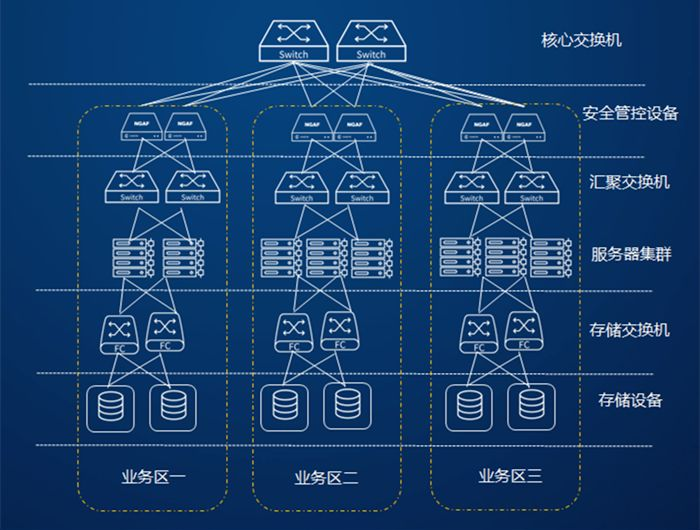 Switch Switch 核心交换机
安全管控设备
NGAF NGAF NGAF NGAF NGAF NGAF
汇聚交换机
Switch Switch Switch Switch Switch Switch
服务器集群
存储交换机
FC FC FC FC FC FC
存储设备
业务区一 业务区二 业务区三